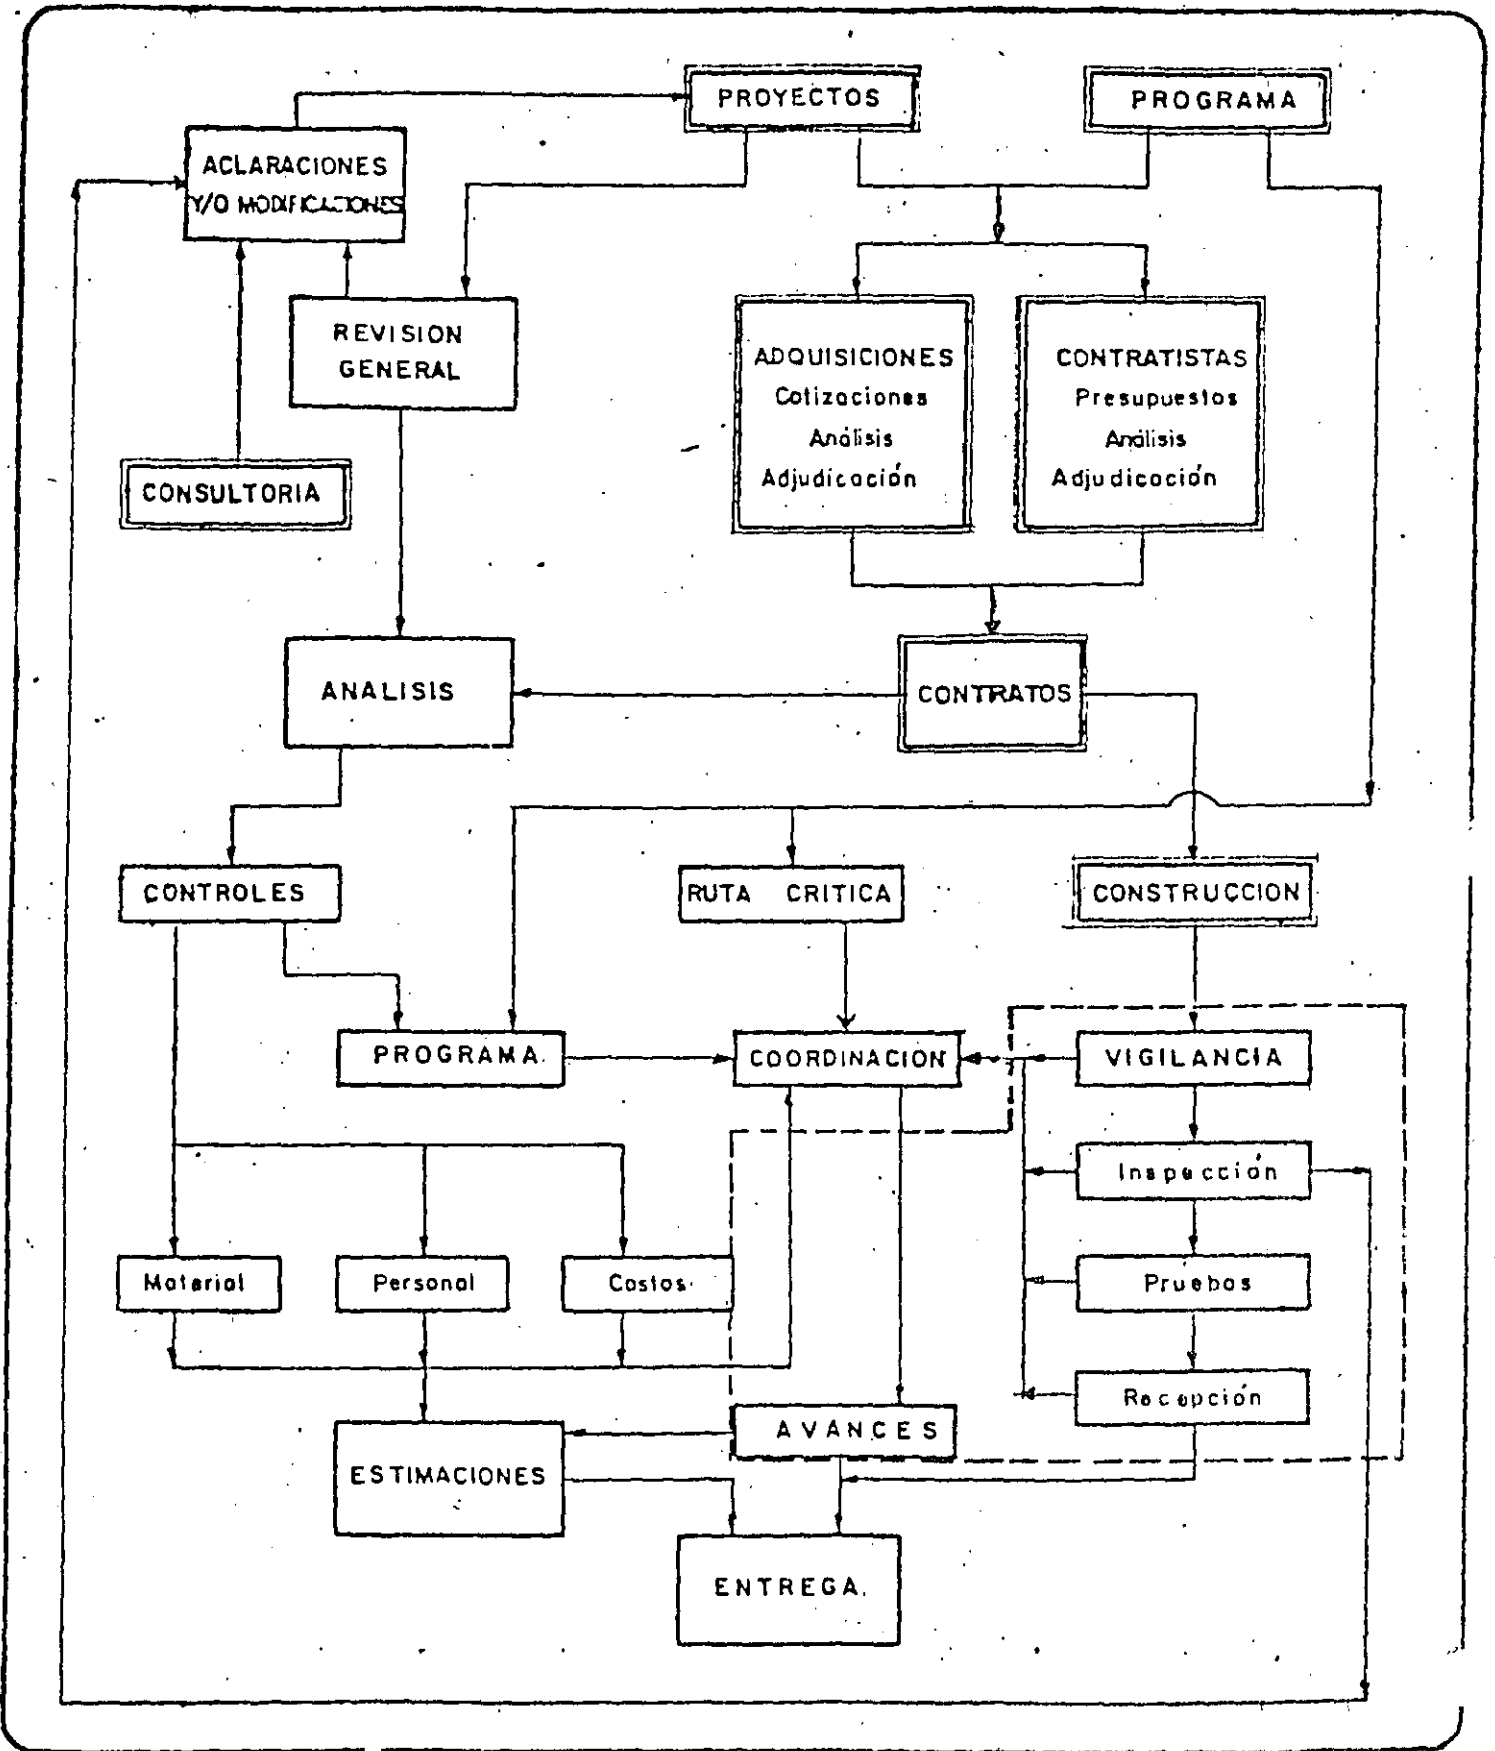 PROYECTOS
PROGRAMA
ACLARACIONES
Y/O MODIFICACIONES
REVISION
GENERAL
ADQUISICIONES
Cotizaciones
Análisis
Adjudicación
CONTRATISTAS
Presupuestos
Análisis
Adjudicación
CONSULTORIA
ANALISIS
CONTRATOS
CONTROLES
RUTA CRITICA
CONSTRUCCION
PROGRAMA.
COORDINACION
VIGILANCIA
Inspección
Material
Personal
Costos
Pruebas
Recepción
AVANCES
ESTIMACIONES
ENTREGA.